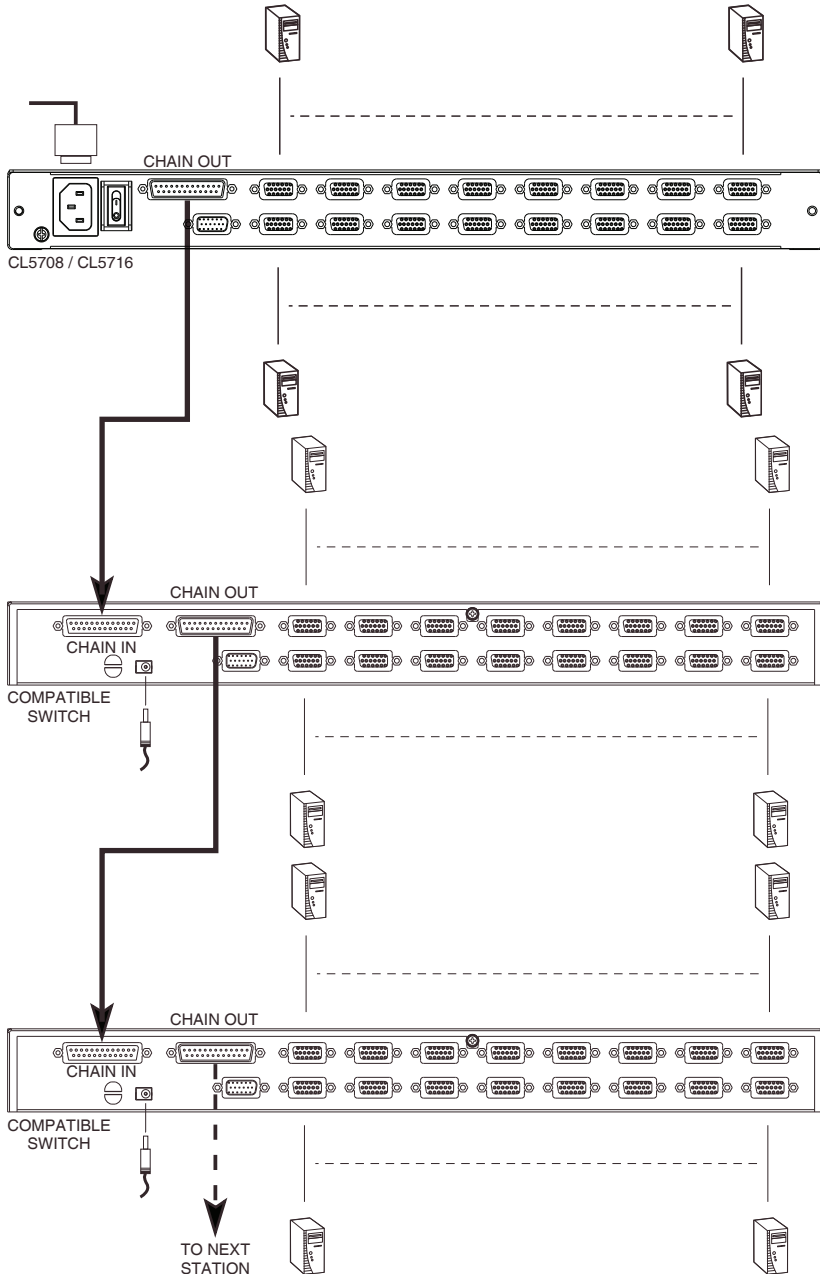 CHAIN OUT
CL5708 / CL5716
CHAIN OUT
CHAIN IN
COMPATIBLE
SWITCH
CHAIN OUT
CHAIN IN
COMPATIBLE
SWITCH
TO NEXT
STATION